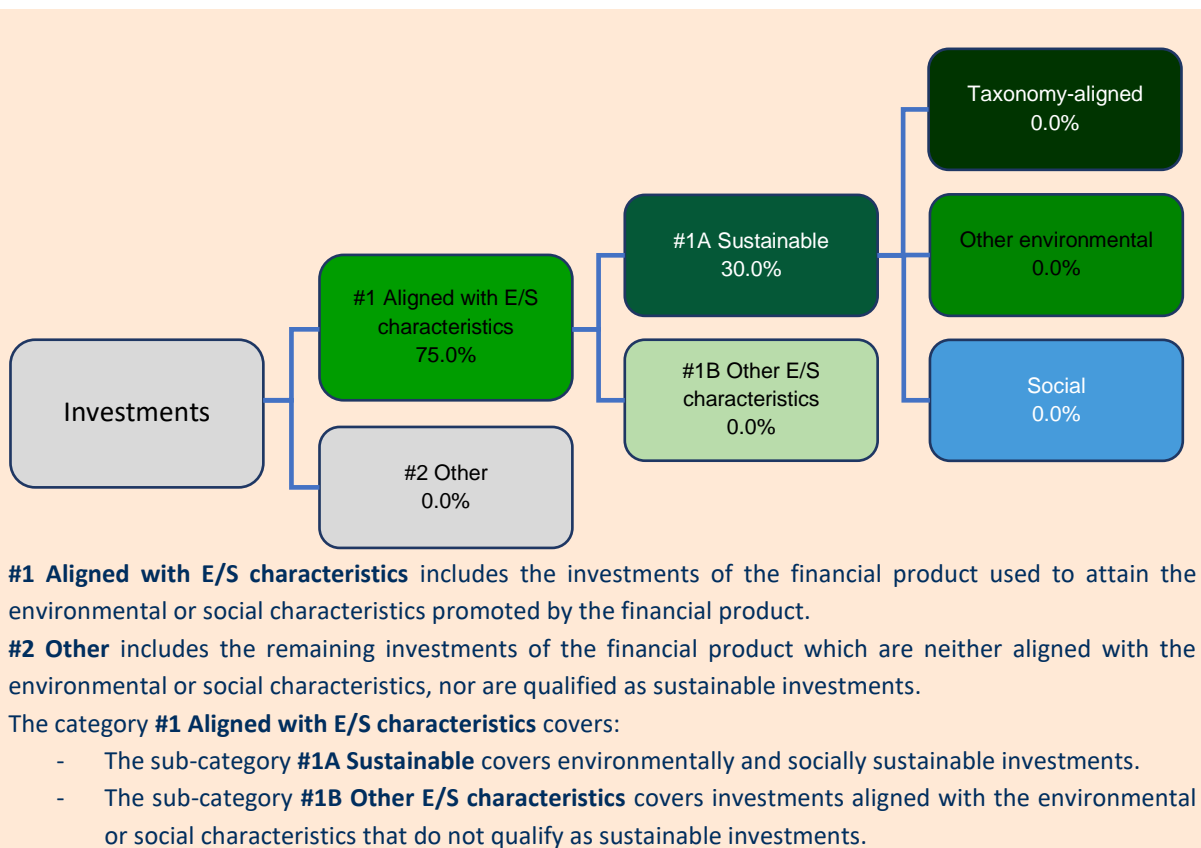 Taxonomy-aligned
0.0%
#1A Sustainable
30.0%
Other environmental
0.0%
#1 Aligned with E/S
characteristics
75.0%
#1B Other E/S
characteristics
0.0%
Social
0.0%
Investments
#2 Other
0.0%
#1 Aligned with E/S characteristics includes the investments of the financial product used to attain the
environmental or social characteristics promoted by the financial product.
#2 Other includes the remaining investments of the financial product which are neither aligned with the
environmental or social characteristics, nor are qualified as sustainable investments.
The category #1 Aligned with E/S characteristics covers:
- The sub-category #1A Sustainable covers environmentally and socially sustainable investments.
- The sub-category #1B Other E/S characteristics covers investments aligned with the environmental
or social characteristics that do not qualify as sustainable investments.